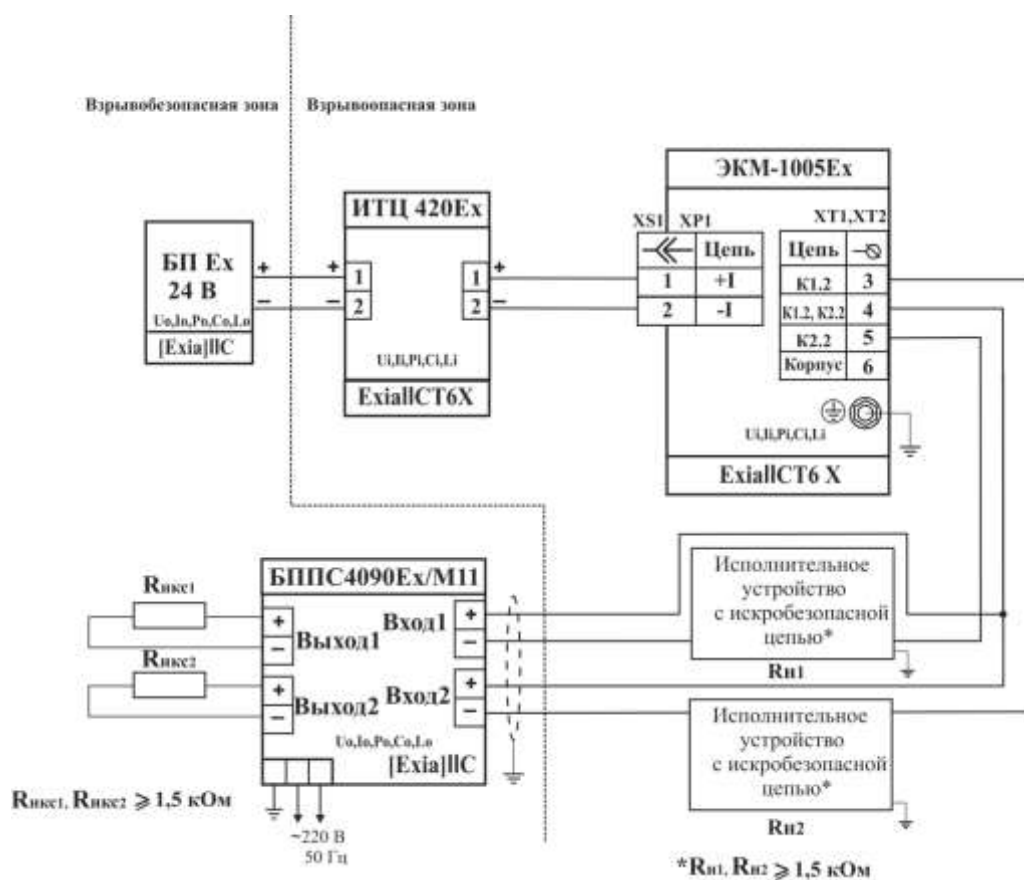 Взрывобезопасная зона
Взрывоопасная зона
БП Ex
24 В
Uo,Io,Po,Co,Lo
[Exia]IIC
+
−
+
−
ИТЦ 420Ex
1
2
1
2
+
−
Ui,Ii,Pi,Ci,Li
ExiaIICT6X
ЭКМ-1005Ex
XS1 XP1
XT1,XT2
Цепь
1 +I
2 -I
Цепь
К1.2 3
К1.2, К2.2 4
К2.2 5
Корпус 6
Ui,Ii,Pi,Ci,Li
ExiaIICT6 X
БППС4090Ex/М11
Rнкс1
Rнкс2
+
−
Выход1
+
−
Выход2
Вход1
+
−
Вход2
+
−
Uo,Io,Po,Co,Lo
[Exia]IIC
~220 В
50 Гц
Rнкс1, Rнкс2 ⩾ 1,5 кОм
Исполнительное
устройство
с искробезопасной
цепью*
Rн1
Исполнительное
устройство
с искробезопасной
цепью*
Rн2
*Rн1, Rн2 ⩾ 1,5 кОм